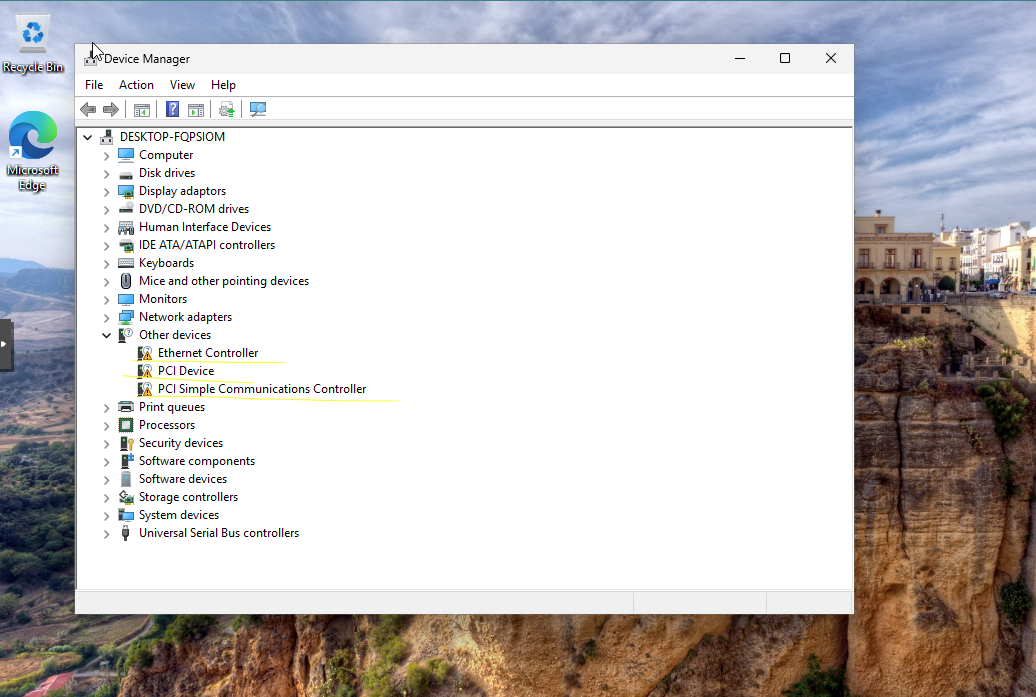 Recycle Bin
Microsoft
Edge
Device Manager
File Action View Help
DESKTOP-FQPSIOM
Computer
Disk drives
Display adaptors
DVD/CD-ROM drives
Human Interface Devices
IDE ATA/ATAPI controllers
Keyboards
Mice and other pointing devices
Monitors
Network adapters
Other devices
Ethernet Controller
PCI Device
PCI Simple Communications Controller
Print queues
Processors
Security devices
Software components
Software devices
Storage controllers
System devices
Universal Serial Bus controllers